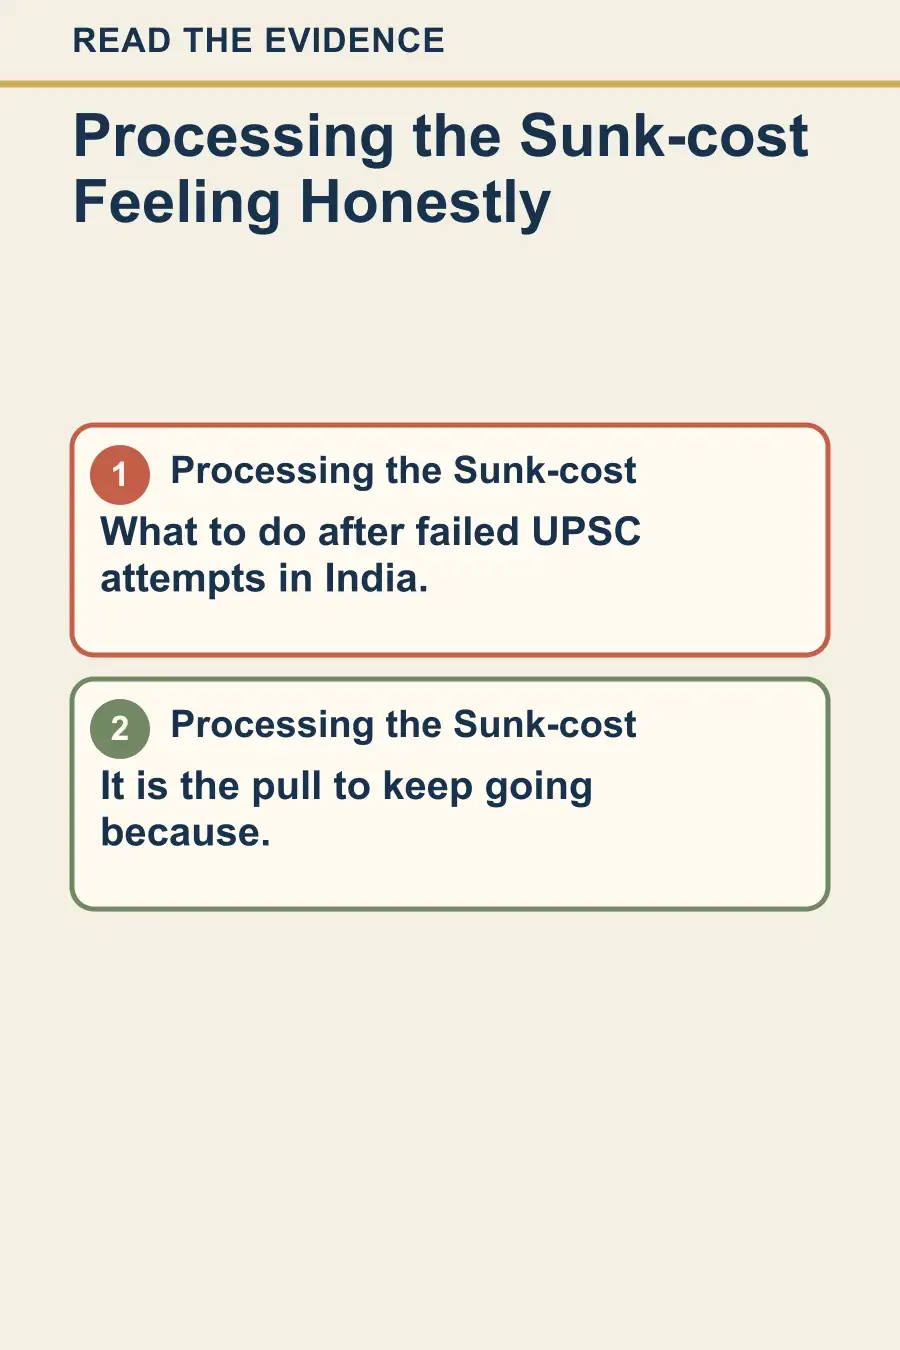 READ THE EVIDENCE
Processing the Sunk-cost
Feeling Honestly
1 Processing the Sunk-cost
What to do after failed UPSC
attempts in India.
2 Processing the Sunk-cost
It is the pull to keep going
because.